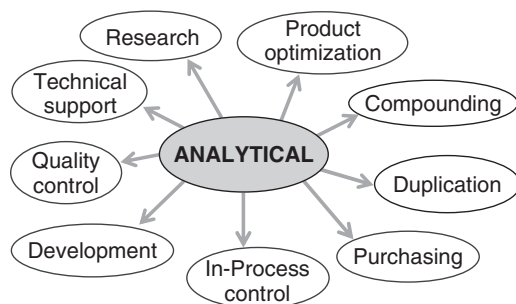 Research
Product
optimization
Technical
support
Compounding
ANALYTICAL
Quality
control
Duplication
Development
In-Process
control
Purchasing